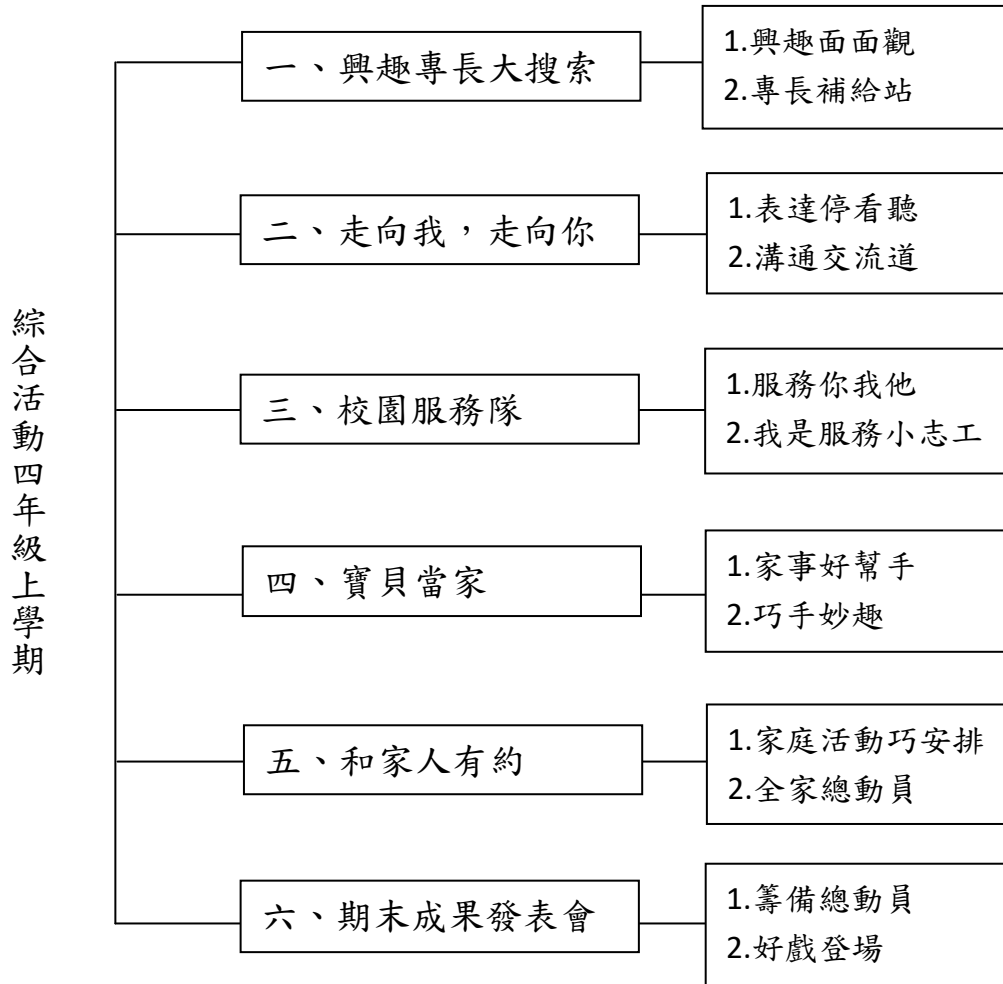 綜合活動四年級上學期
一、興趣專長大搜索
1.興趣面面觀
2.專長補給站
二、走向我，走向你
1.表達停看聽
2.溝通交流道
三、校園服務隊
1.服務你我他
2.我是服務小志工
四、寶貝當家
1.家事好幫手
2.巧手妙趣
五、和家人有約
1.家庭活動巧安排
2.全家總動員
六、期末成果發表會
1.籌備總動員
2.好戲登場